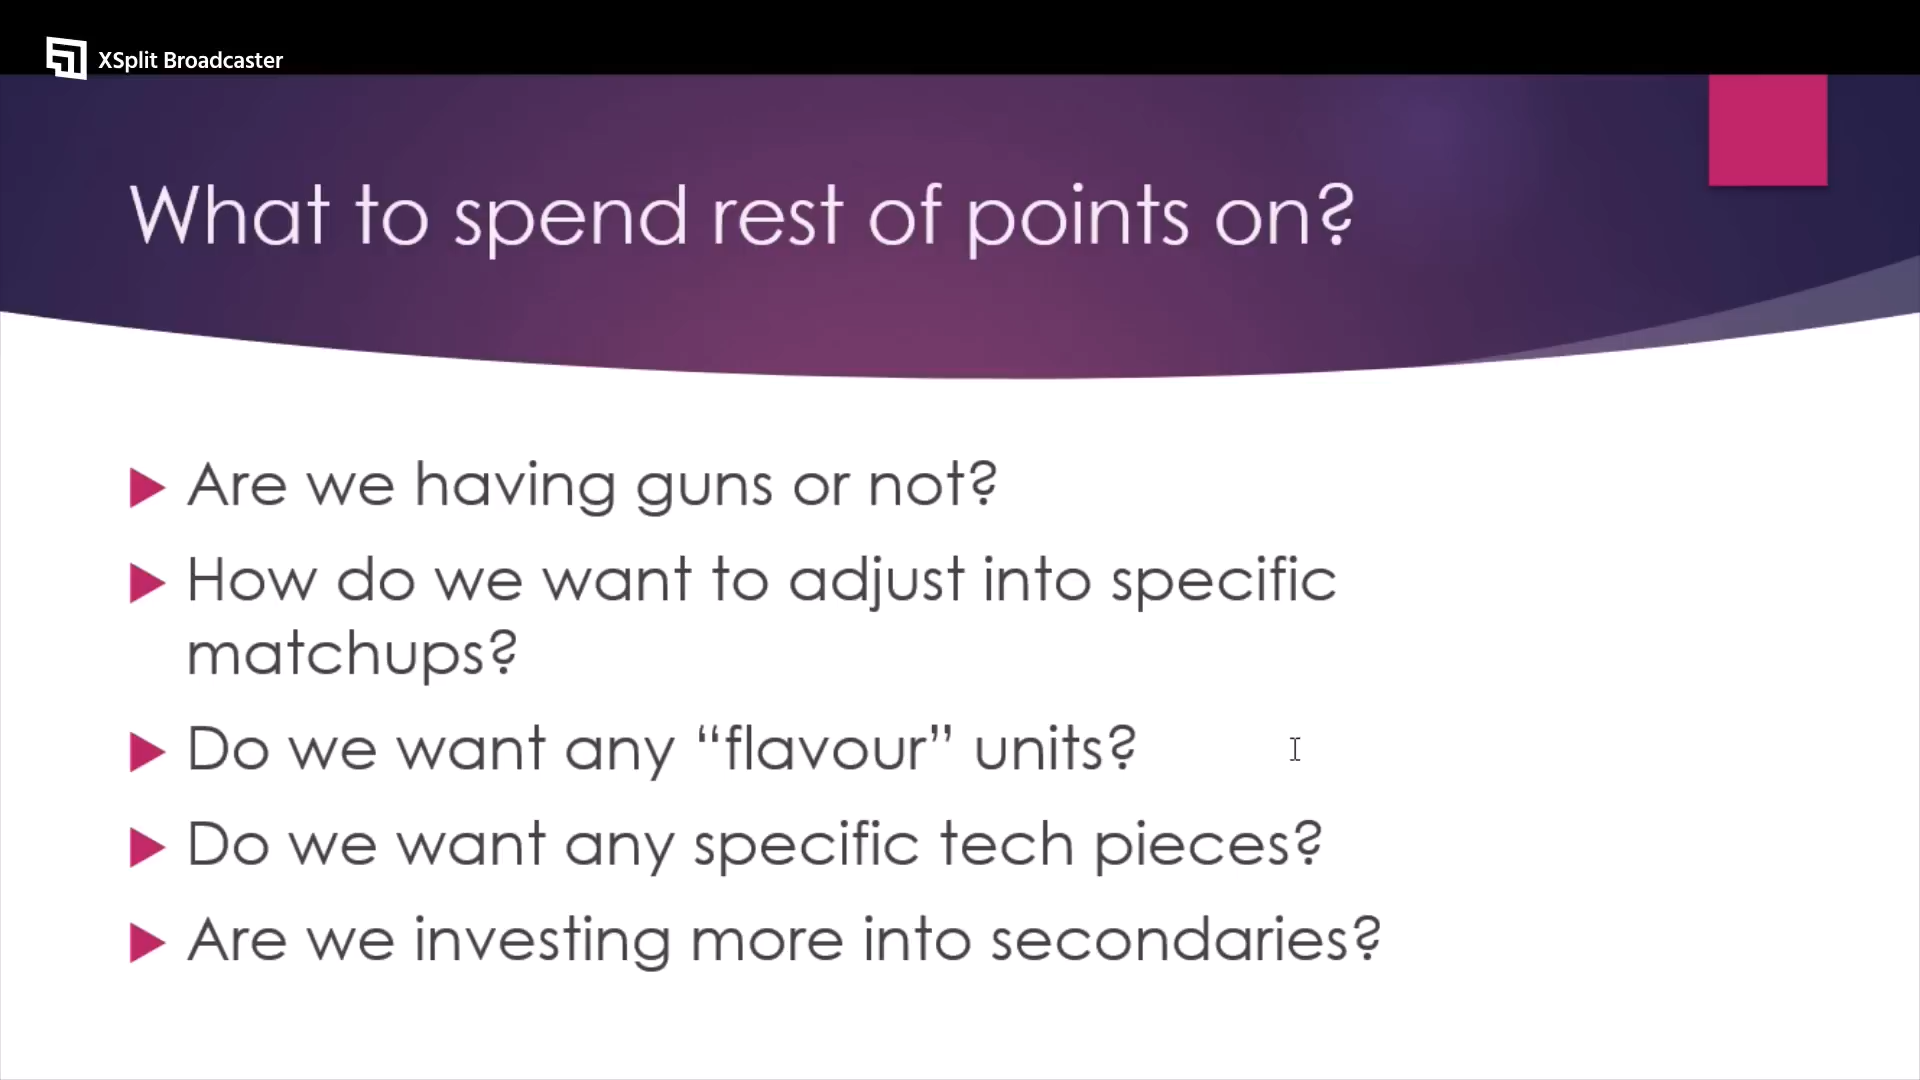 XSplit Broadcaster
What to spend rest of points on?
Are we having guns or not?
How do we want to adjust into specific
matchups?
Do we want any “flavour” units?
Do we want any specific tech pieces?
Are we investing more into secondaries?